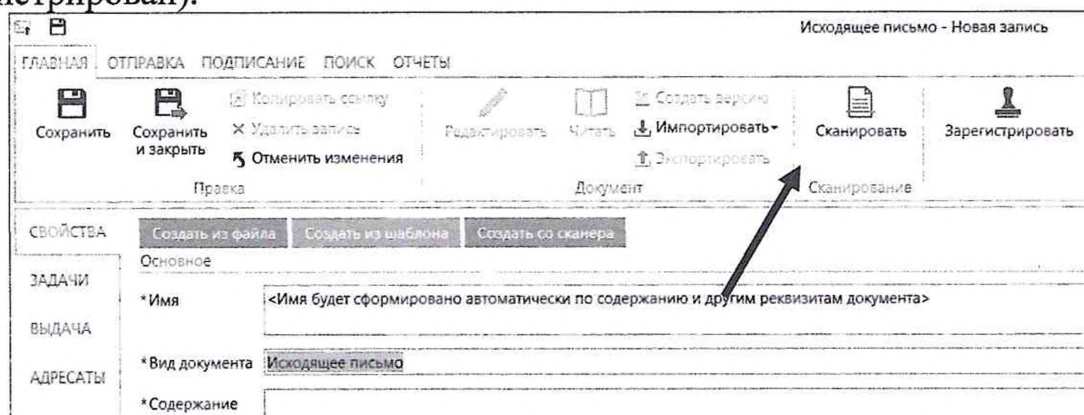 нистрирован).
Исходящее письмо - Новая запись
ГЛАВНАЯ ОТПРАВКА ПОДПИСАНИЕ ПОИСК ОТЧЕТЫ
Сохранить
Сохранить и закрыть
Копировать ссылку
Удалить запись
Отменить изменения
Правка
Редактировать
Читать
Создать версию
Импортировать
Экспортировать
Документ
Сканировать
Сканирование
Зарегистрировать
СВОЙСТВА
ЗАДАЧИ
ВЫДАЧА
АДРЕСАТЫ
Создать из файла Создать из шаблона Создать со сканера
Основное
*Имя <Имя будет сформировано автоматически по содержанию и другим реквизитам документа>
*Вид документа Исходящее письмо
*Содержание